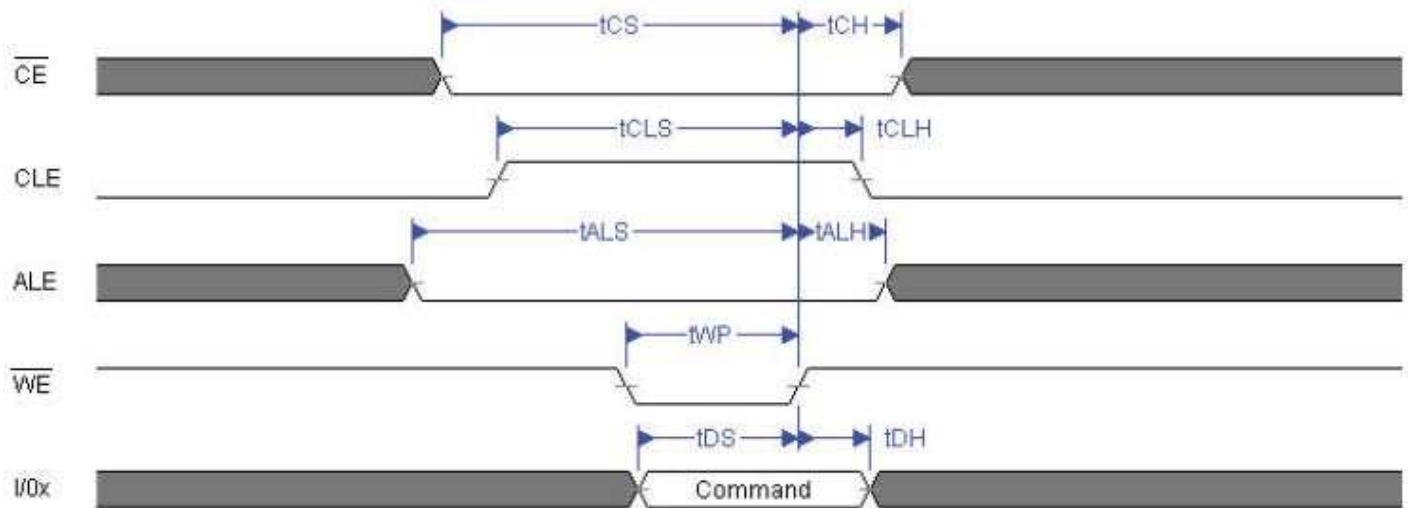 tCS tCH
CE
tCLS tCLH
CLE
tALS tALH
ALE
tWP
WE
tDS tDH
I/0x Command